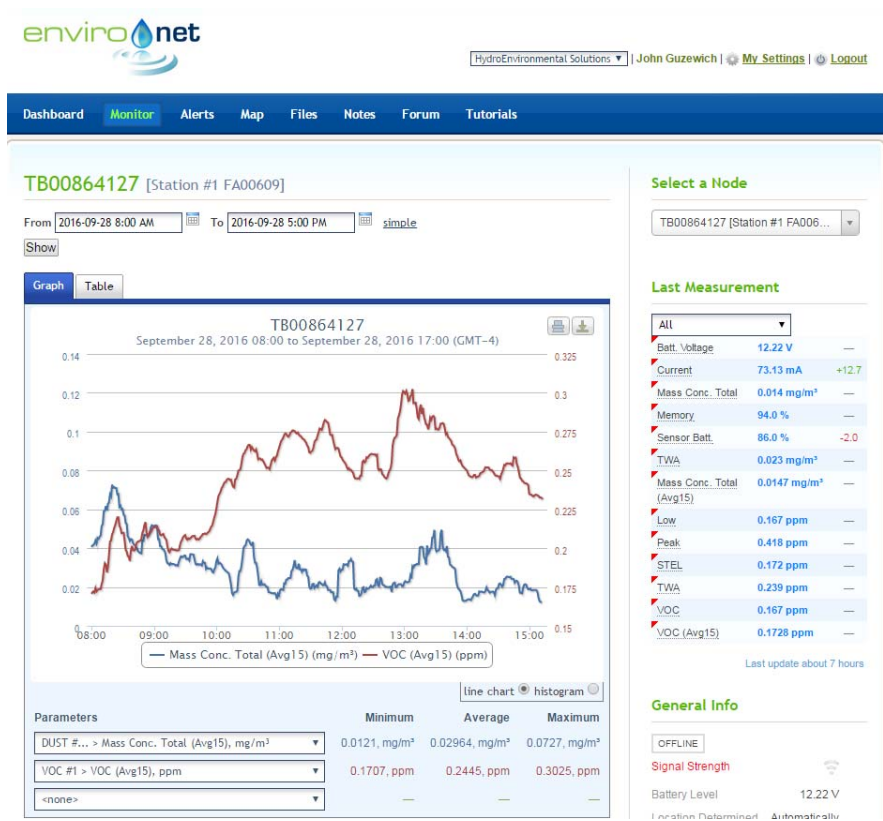 enviro net
HydroEnvironmental Solutions ▼ | John Guzewich | My Settings | Logout
Dashboard Monitor Alerts Map Files Notes Forum Tutorials
TB00864127 [Station #1 FA00609]
From 2016-09-28 8:00 AM To 2016-09-28 5:00 PM simple
Show
Graph Table
TB00864127
September 28, 2016 08:00 to September 28, 2016 17:00 (GMT-4)
0.14 0.325
0.12 0.3
0.1 0.275
0.08 0.25
0.06 0.225
0.04 0.2
0.02 0.175
0 0.15
08:00 09:00 10:00 11:00 12:00 13:00 14:00 15:00
Mass Conc. Total (Avg15) (mg/m³) VOC (Avg15) (ppm)
line chart histogram
Parameters Minimum Average Maximum
DUST #... > Mass Conc. Total (Avg15), mg/m³ 0.0121, mg/m³ 0.02964, mg/m³ 0.0727, mg/m³
VOC #1 > VOC (Avg15), ppm 0.1707, ppm 0.2445, ppm 0.3025, ppm
<none> — — —
Select a Node
TB00864127 [Station #1 FA006...
Last Measurement
All
Batt. Voltage 12.22 V —
Current 73.13 mA +12.7
Mass Conc. Total 0.014 mg/m³ —
Memory 94.0 % —
Sensor Batt. 86.0 % -2.0
TWA 0.023 mg/m³ —
Mass Conc. Total 0.0147 mg/m³ —
(Avg15)
Low 0.167 ppm —
Peak 0.418 ppm —
STEL 0.172 ppm —
TWA 0.239 ppm —
VOC 0.167 ppm —
VOC (Avg15) 0.1728 ppm —
Last update about 7 hours
General Info
OFFLINE
Signal Strength
Battery Level 12.22 V
Location Determined Automatically